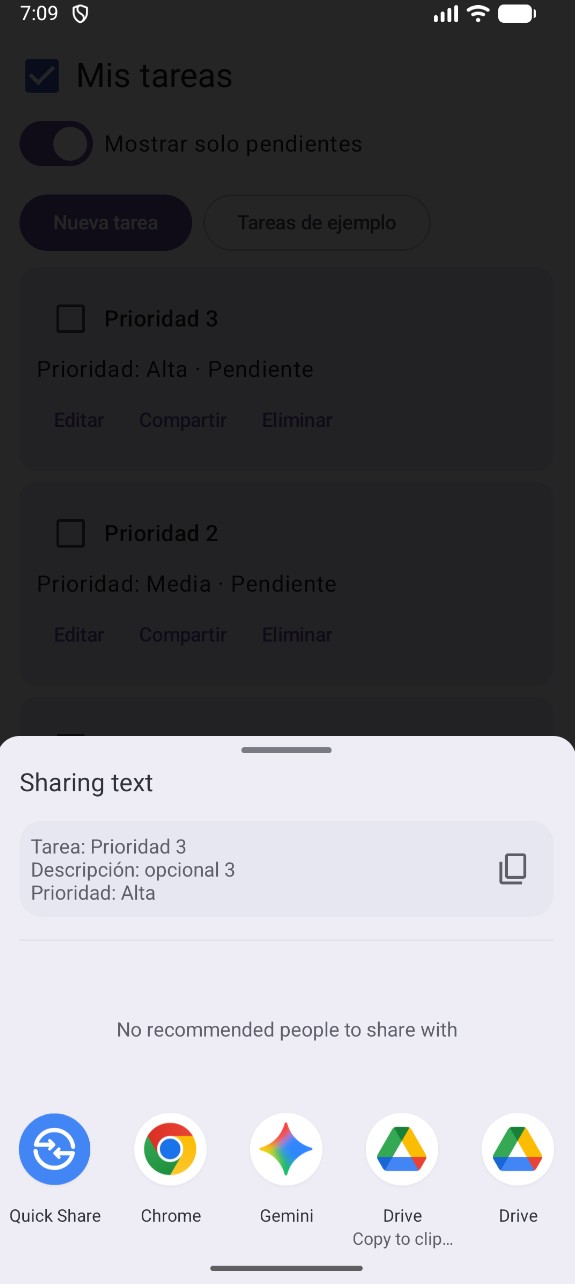 7:09
Mis tareas
Mostrar solo pendientes
Nueva tarea
Tareas de ejemplo
Prioridad 3
Prioridad: Alta · Pendiente
Editar Compartir Eliminar
Prioridad 2
Prioridad: Media · Pendiente
Editar Compartir Eliminar
Sharing text
Tarea: Prioridad 3
Descripción: opcional 3
Prioridad: Alta
No recommended people to share with
Quick Share Chrome Gemini Drive Drive
Copy to clip...